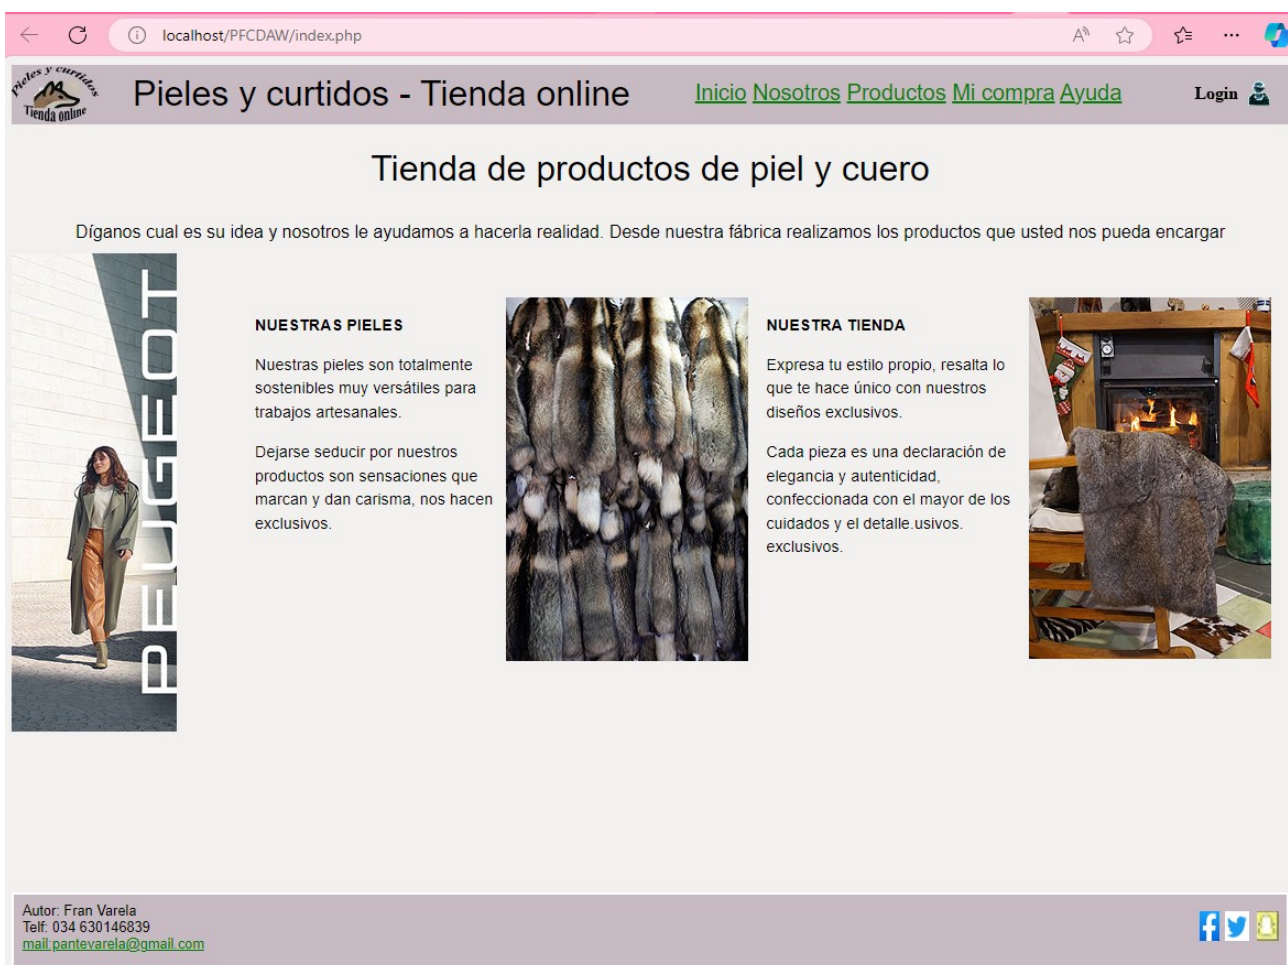 localhost/PFCDAW/index.php
Pieles y curtidos
Tienda online
Pieles y curtidos - Tienda online
Inicio Nosotros Productos Mi compra Ayuda
Login
Tienda de productos de piel y cuero
Díganos cual es su idea y nosotros le ayudamos a hacerla realidad. Desde nuestra fábrica realizamos los productos que usted nos pueda encargar
PEUGEOT
NUESTRAS PIELES
Nuestras pieles son totalmente
sostenibles muy versátiles para
trabajos artesanales.
Dejarse seducir por nuestros
productos son sensaciones que
marcan y dan carisma, nos hacen
exclusivos.
NUESTRA TIENDA
Expresa tu estilo propio, resalta lo
que te hace único con nuestros
diseños exclusivos.
Cada pieza es una declaración de
elegancia y autenticidad,
confeccionada con el mayor de los
cuidados y el detalle.usivos.
exclusivos.
Autor: Fran Varela
Telf: 034 630146839
mail:pantevarela@gmail.com